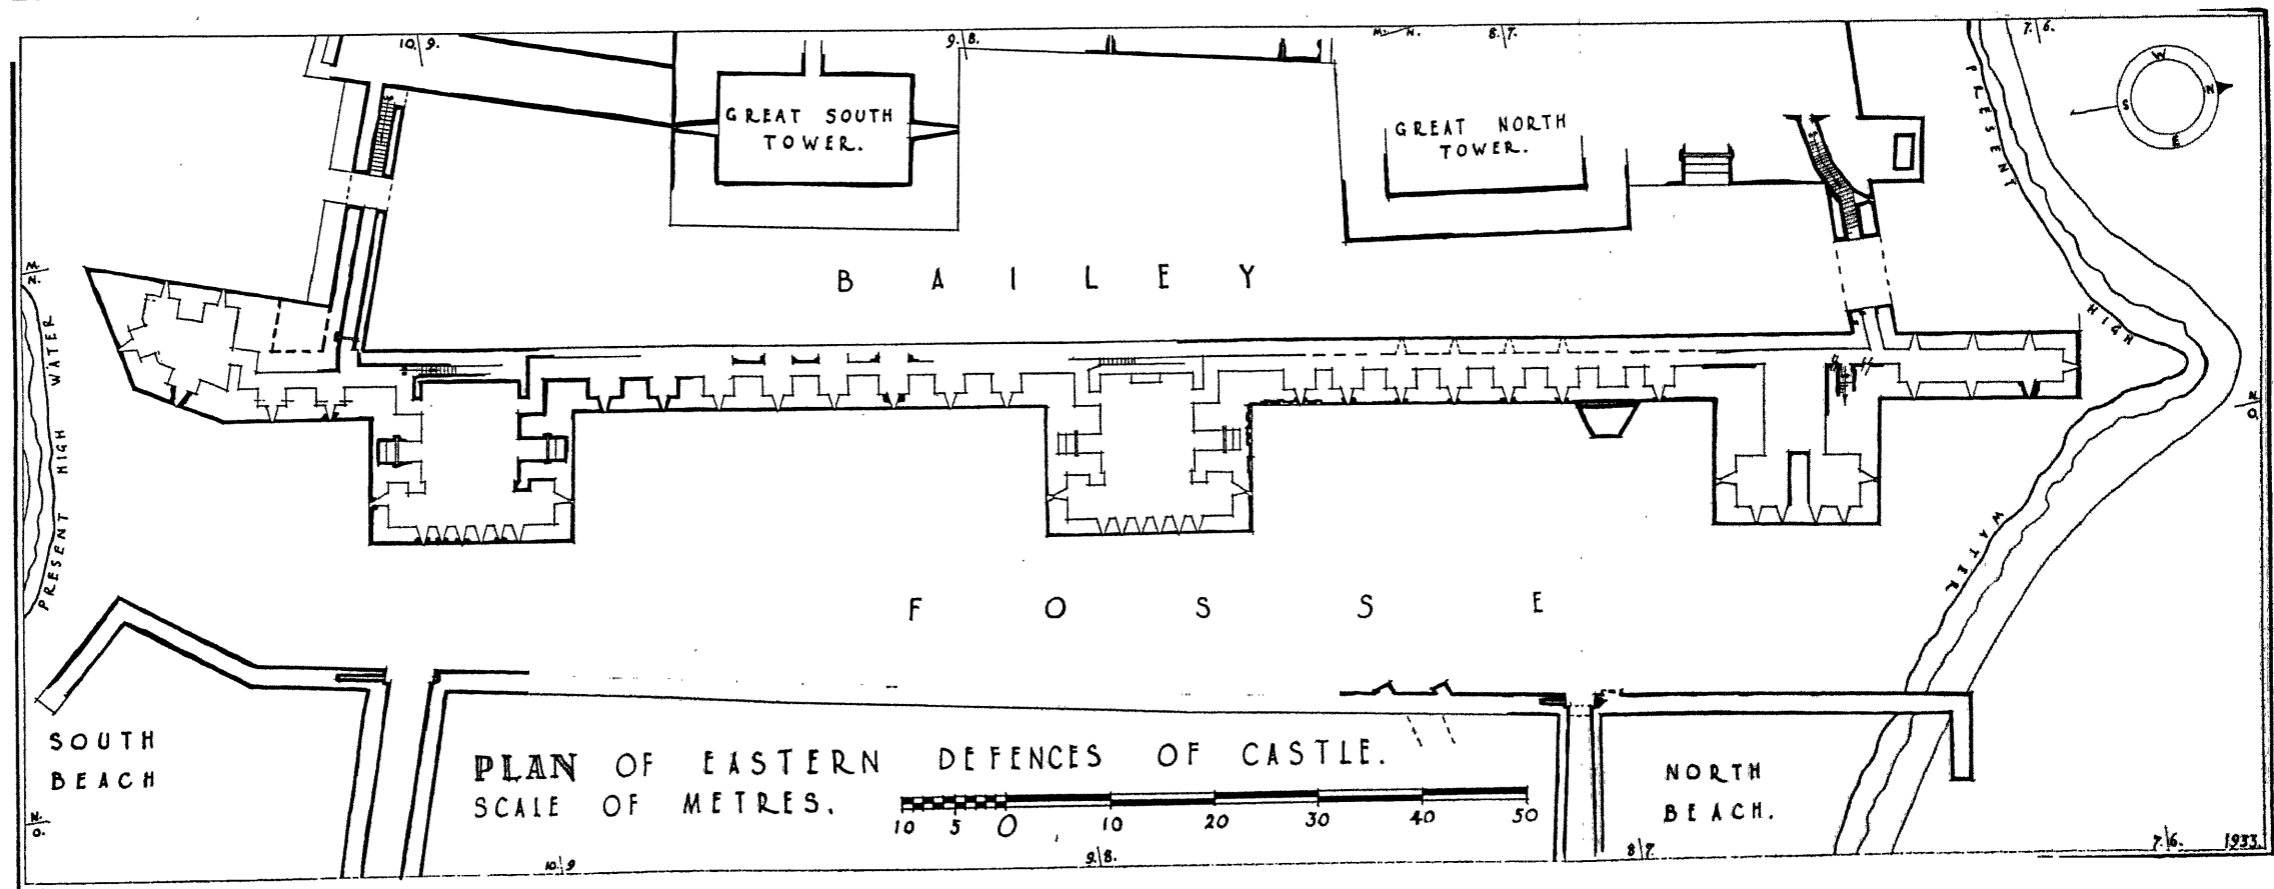 10.|9.
9.|8.
M. N.
8.|7.
7.|6.
W
N
S
E
GREAT SOUTH
TOWER.
GREAT NORTH
TOWER.
PRESENT HIGH WATER
M.
N.
BAILEY
PRESENT HIGH WATER
N.
O.
FOSSE
SOUTH
BEACH
PLAN OF EASTERN DEFENCES OF CASTLE.
SCALE OF METRES.
10 5 0 10 20 30 40 50
NORTH
BEACH.
N.
O.
10.|9
9.|8.
8|7.
7.|6.
1933.